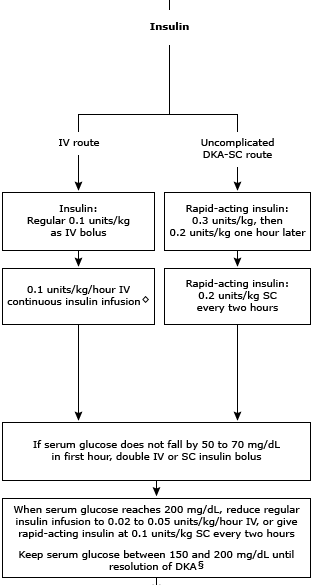 Insulin
IV route
Uncomplicated
DKA-SC route
Insulin:
Regular 0.1 units/kg
as IV bolus
Rapid-acting insulin:
0.3 units/kg, then
0.2 units/kg one hour later
0.1 units/kg/hour IV
continuous insulin infusion◇
Rapid-acting insulin:
0.2 units/kg SC
every two hours
If serum glucose does not fall by 50 to 70 mg/dL
in first hour, double IV or SC insulin bolus
When serum glucose reaches 200 mg/dL, reduce regular
insulin infusion to 0.02 to 0.05 units/kg/hour IV, or give
rapid-acting insulin at 0.1 units/kg SC every two hours
Keep serum glucose between 150 and 200 mg/dL until
resolution of DKA§